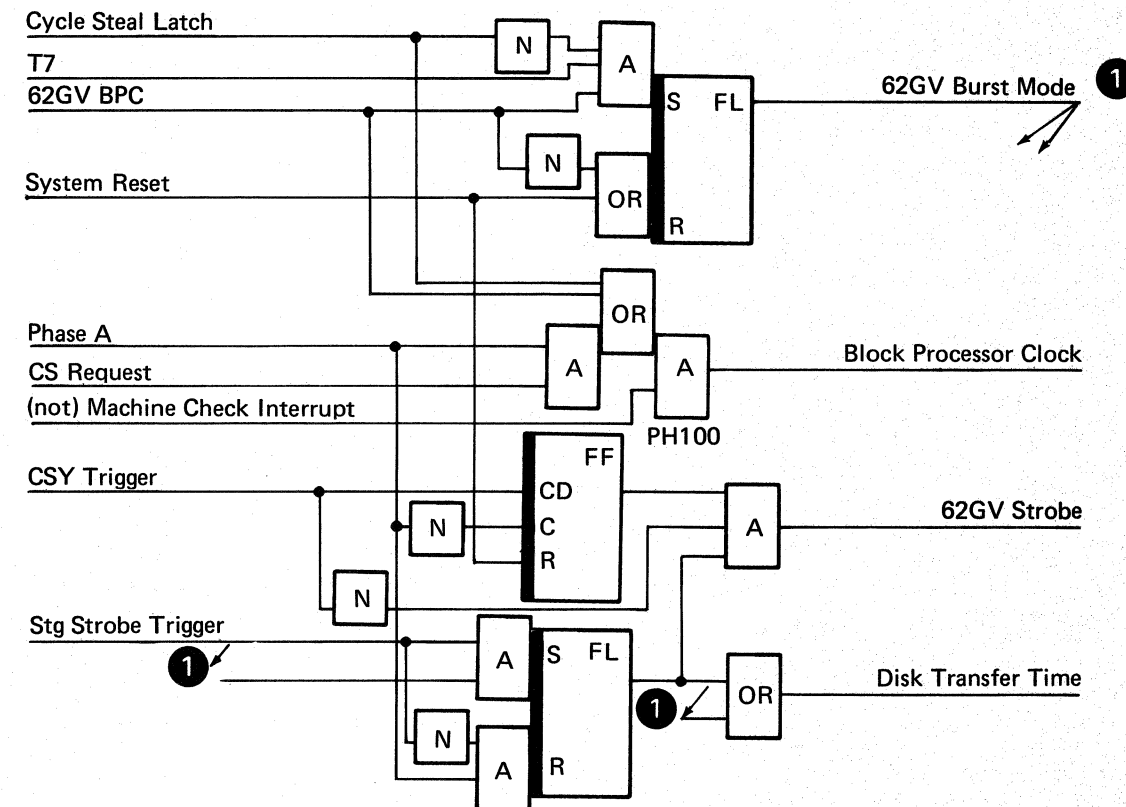 Cycle Steal Latch
N
A
T7
62GV BPC
S FL
62GV Burst Mode 1
N
System Reset
OR
R
OR
Phase A
A
A
Block Processor Clock
CS Request
(not) Machine Check Interrupt
PH100
FF
CSY Trigger
CD
N
C
A
62GV Strobe
R
N
Stg Strobe Trigger
1
A
S FL
1
OR
Disk Transfer Time
N
A
R